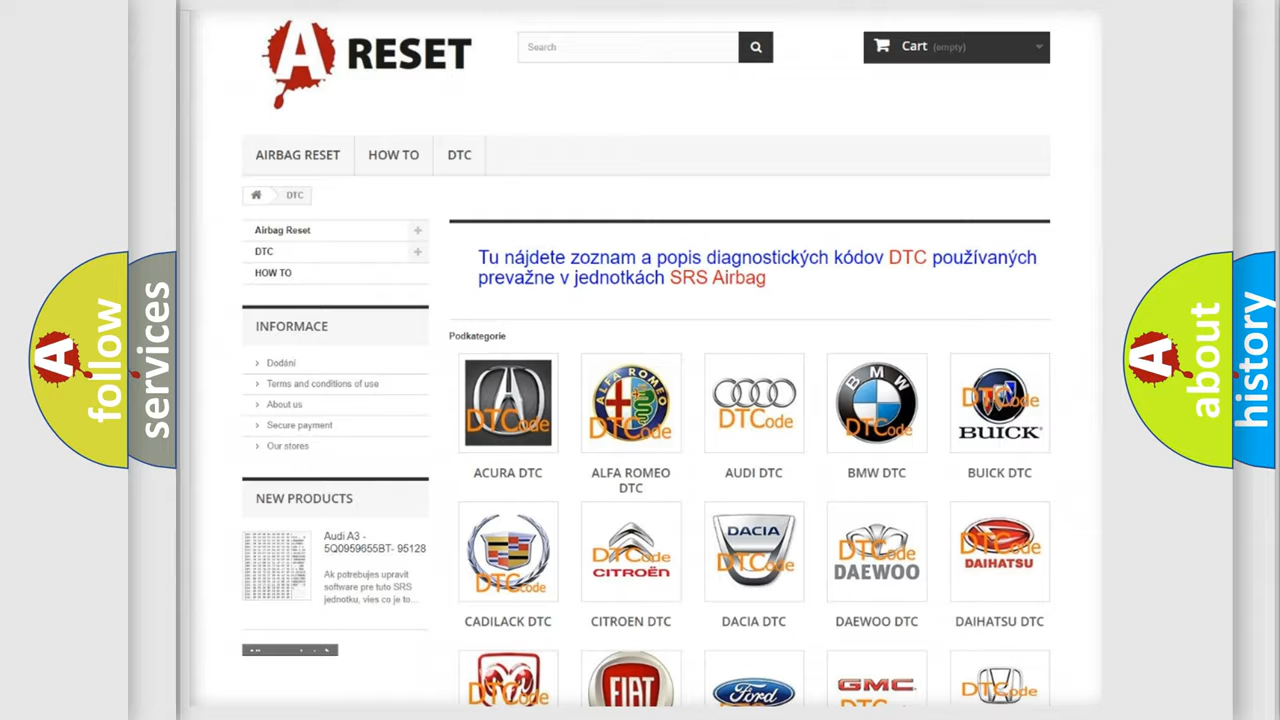 A RESET
Search
Cart (empty)
AIRBAG RESET
HOW TO
DTC
DTC
Airbag Reset
DTC
HOW TO
INFORMACE
Dodání
Terms and conditions of use
About us
Secure payment
Our stores
NEW PRODUCTS
Audi A3 -
5Q0959655BT- 95128
Ak potrebujes upravit
software pre tuto SRS
jednotku, vies co je to...
Tu nájdete zoznam a popis diagnostických kódov DTC používaných
prevažne v jednotkách SRS Airbag
Podkategorie
DTCode
ALFA ROMEO
DTCode
DTCode
BMW
DTCode
DTCode
BUICK
ACURA DTC
ALFA ROMEO
DTC
AUDI DTC
BMW DTC
BUICK DTC
DTCode
DTCode
CITROËN
DACIA
DTCode
DTCode
DAEWOO
DTCode
DAIHATSU
CADILACK DTC
CITROEN DTC
DACIA DTC
DAEWOO DTC
DAIHATSU DTC
DTCode
FIAT
Ford
GMC
DTCode
A follow
services
A about
history